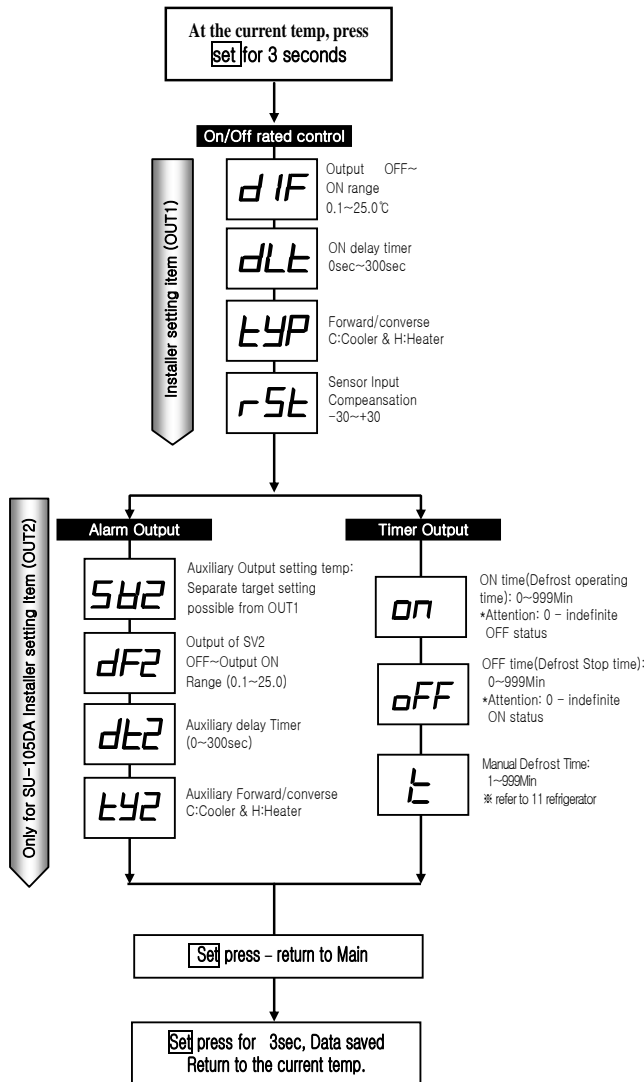 At the current temp, press
set for 3 seconds
On/Off rated control
Installer setting item (OUT1)
dIF
Output OFF~
ON range
0.1~25.0℃
dLt
ON delay timer
0sec~300sec
tYP
Forward/converse
C:Cooler & H:Heater
rSt
Sensor Input
Compeansation
-30~+30
Only for SU-105DA Installer setting item (OUT2)
Alarm Output
SV2
Auxiliary Output setting temp:
Separate target setting
possible from OUT1
dF2
Output of SV2
OFF~Output ON
Range (0.1~25.0)
dt2
Auxiliary delay Timer
(0~300sec)
tY2
Auxiliary Forward/converse
C:Cooler & H:Heater
Timer Output
on
ON time(Defrost operating
time): 0~999Min
*Attention: 0 - indefinite
OFF status
oFF
OFF time(Defrost Stop time):
0~999Min
*Attention: 0 - indefinite
ON status
t
Manual Defrost Time:
1~999Min
※ refer to 11 refrigerator
Set press – return to Main
Set press for 3sec, Data saved
Return to the current temp.